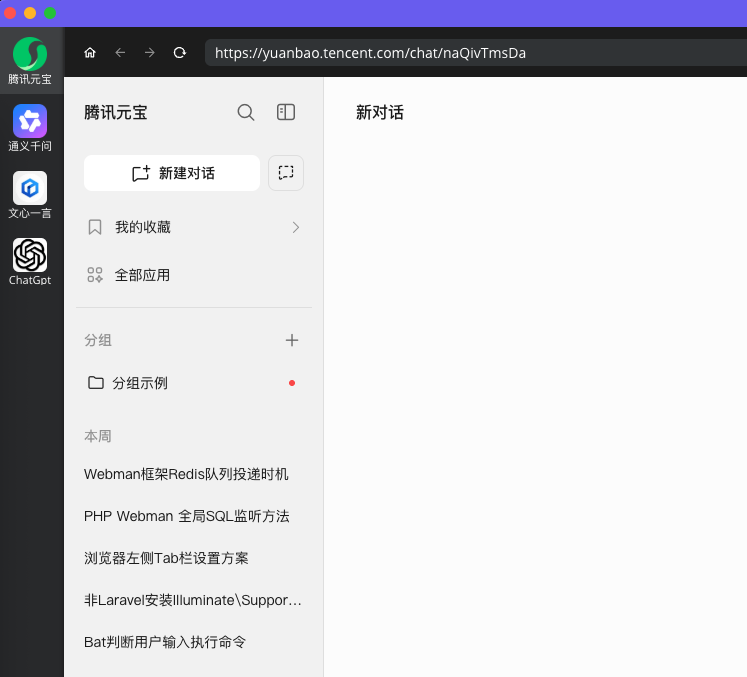 https://yuanbao.tencent.com/chat/naQivTmsDa
腾讯元宝
通义千问
文心一言
ChatGpt
腾讯元宝
新建对话
我的收藏
全部应用
分组
分组示例
本周
Webman框架Redis队列投递时机
PHP Webman 全局SQL监听方法
浏览器左侧Tab栏设置方案
非Laravel安装Illuminate\Suppor...
Bat判断用户输入执行命令
新对话